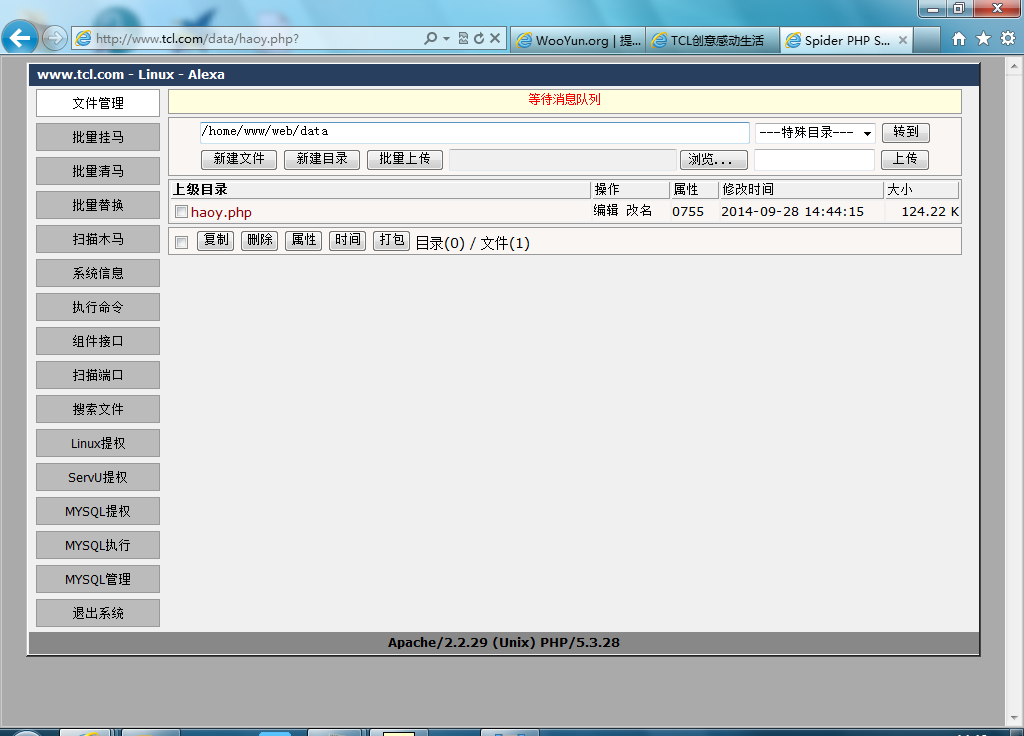 http://www.tcl.com/data/haoy.php?
WooYun.org | 提...
TCL创意感动生活
Spider PHP S...
www.tcl.com - Linux - Alexa
文件管理
批量挂马
批量清马
批量替换
扫描木马
系统信息
执行命令
组件接口
扫描端口
搜索文件
Linux提权
ServU提权
MYSQL提权
MYSQL执行
MYSQL管理
退出系统
等待消息队列
/home/www/web/data ---特殊目录--- 转到
新建文件 新建目录 批量上传 浏览... 上传
上级目录 操作 属性 修改时间 大小
haoy.php 编辑 改名 0755 2014-09-28 14:44:15 124.22 K
复制 删除 属性 时间 打包 目录(0) / 文件(1)
Apache/2.2.29 (Unix) PHP/5.3.28